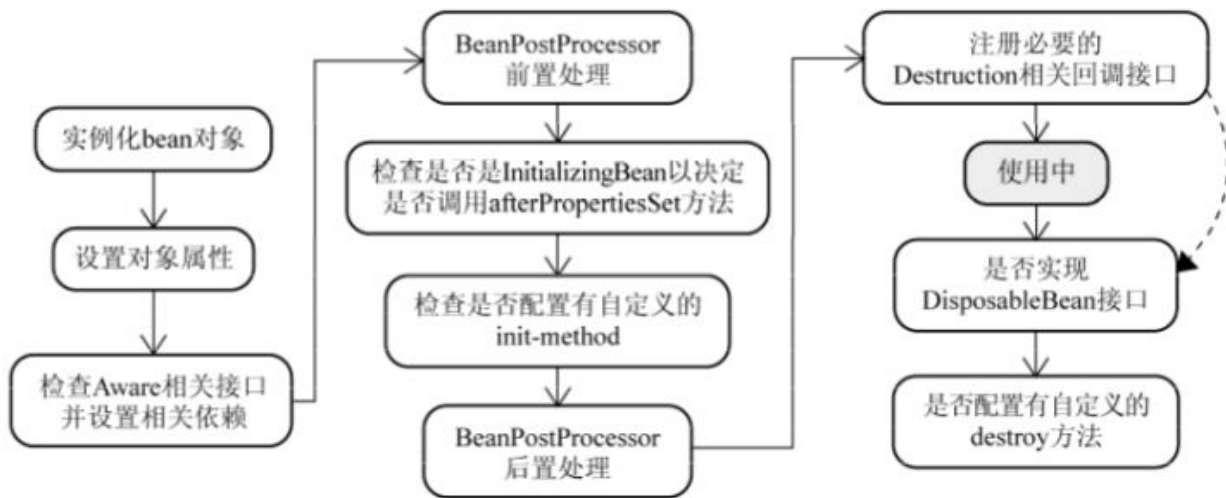 实例化bean对象
设置对象属性
检查Aware相关接口
并设置相关依赖
BeanPostProcessor
前置处理
检查是否是InitializingBean以决定
是否调用afterPropertiesSet方法
检查是否配置有自定义的
init-method
BeanPostProcessor
后置处理
注册必要的
Destruction相关回调接口
使用中
是否实现
DisposableBean接口
是否配置有自定义的
destroy方法